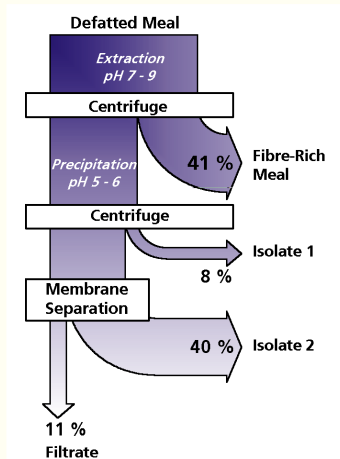 Defatted Meal
Extraction
pH 7 - 9
Centrifuge
41 %
Fibre-Rich
Meal
Precipitation
pH 5 - 6
Centrifuge
Isolate 1
8 %
Membrane
Separation
40 %
Isolate 2
11 %
Filtrate